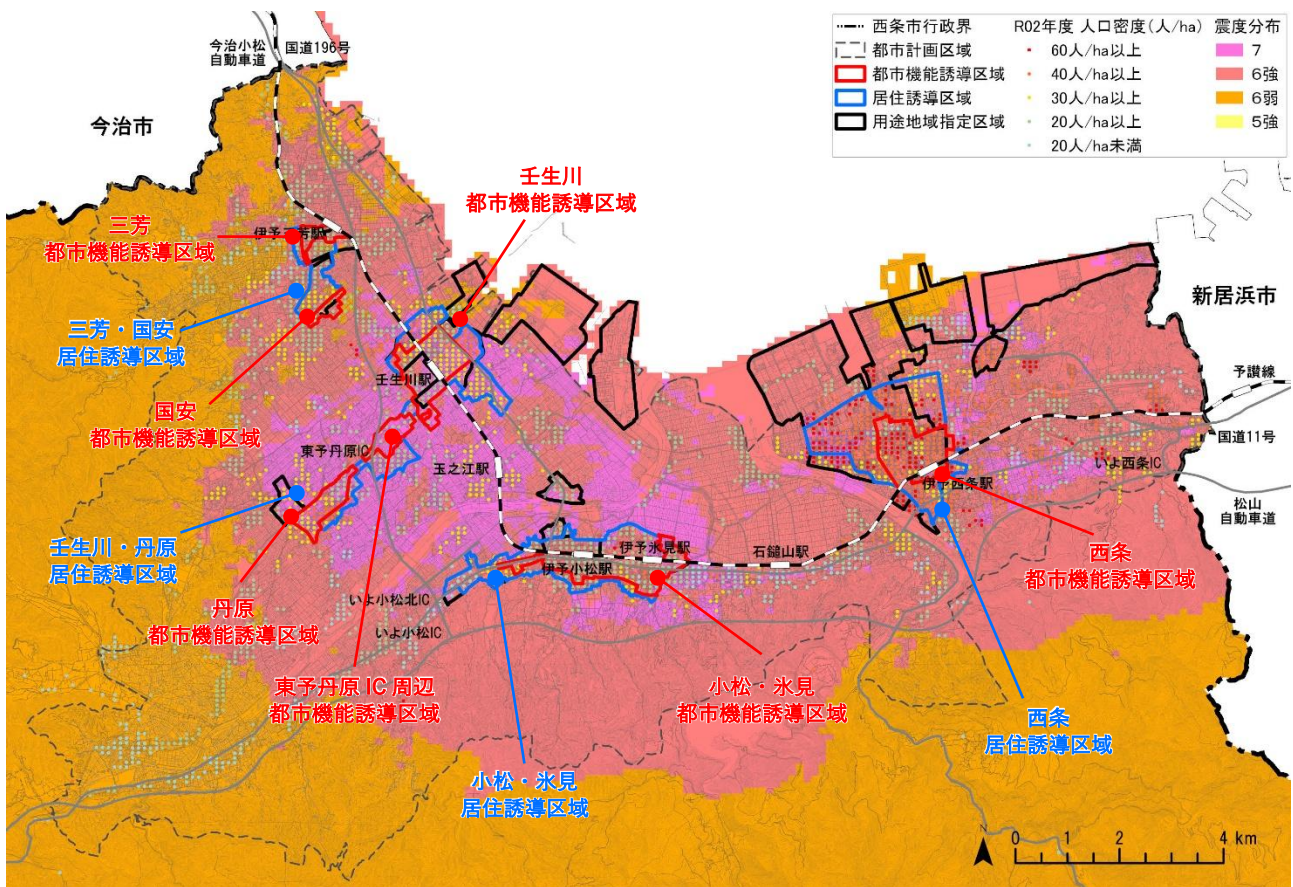 西条市行政界
都市計画区域
都市機能誘導区域
居住誘導区域
用途地域指定区域
R02年度 人口密度(人/ha)
60人/ha以上
40人/ha以上
30人/ha以上
20人/ha以上
20人/ha未満
震度分布
7
6強
6弱
5強
今治小松
自動車道
国道196号
今治市
壬生川
都市機能誘導区域
三芳
都市機能誘導区域
伊予三芳駅
三芳・国安
居住誘導区域
国安
都市機能誘導区域
壬生川駅
東予丹原IC
玉之江駅
壬生川・丹原
居住誘導区域
丹原
都市機能誘導区域
東予丹原IC周辺
都市機能誘導区域
いよ小松北IC
いよ小松IC
伊予小松駅
伊予氷見駅
石鎚山駅
伊予西条駅
いよ西条IC
新居浜市
予讃線
国道11号
松山
自動車道
西条
都市機能誘導区域
小松・氷見
都市機能誘導区域
西条
居住誘導区域
小松・氷見
居住誘導区域
N
0 1 2 4 km